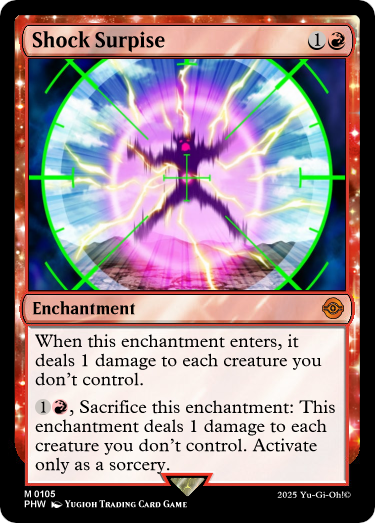 Shock Surpise 1
Enchantment
When this enchantment enters, it
deals 1 damage to each creature you
don't control.
1, Sacrifice this enchantment: This
enchantment deals 1 damage to each
creature you don't control. Activate
only as a sorcery.
M 0105
PHW Yugioh Trading Card Game 2025 Yu-Gi-Oh!©